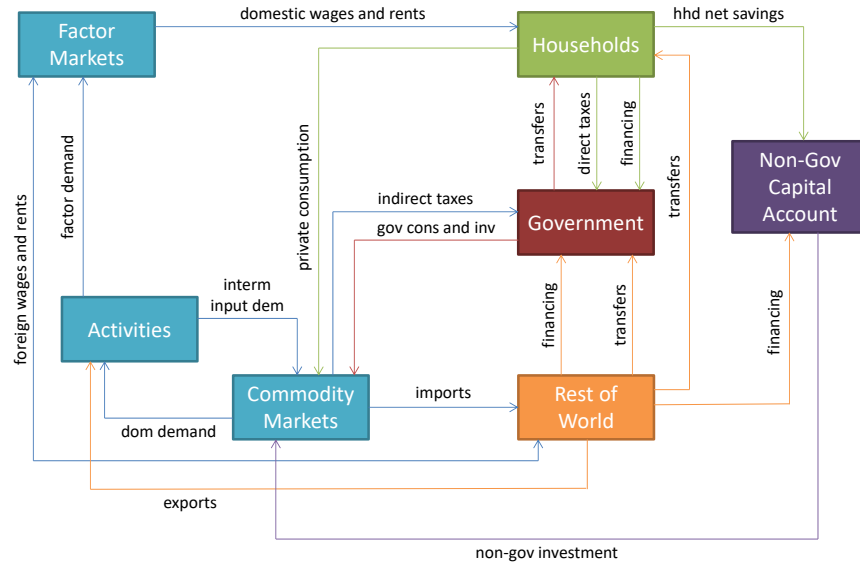 domestic wages and rents
hhd net savings
Factor
Markets
Households
factor demand
foreign wages and rents
private consumption
transfers
direct taxes
financing
transfers
Non-Gov
Capital
Account
indirect taxes
Government
gov cons and inv
interm
input dem
Activities
financing
transfers
financing
Commodity
Markets
imports
Rest of
World
dom demand
exports
non-gov investment